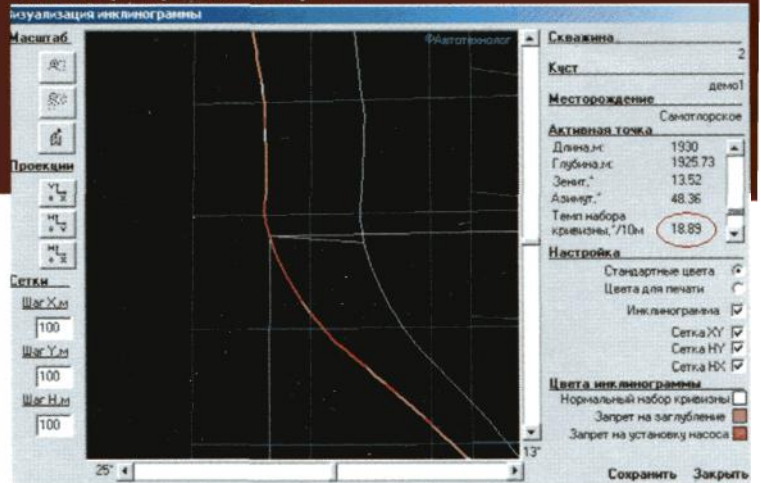 изуализация инклинограммы
Масштаб
Проекции
Сетки
Шаг X,м
100
Шаг Y,м
100
Шаг H,м
100
©Автотехнолог
25°
13°
Скважина
2
Куст
демо1
Месторождение
Самотлорское
Активная точка
Длина,м: 1930
Глубина,м: 1925.73
Зенит,° 13.52
Азимут,° 48.36
Темп набора
кривизны,°/10м 18.89
Настройка
Стандартные цвета
Цвета для печати
Инклинограмма
Сетка XY
Сетка HY
Сетка HX
Цвета инклинограммы
Нормальный набор кривизны
Запрет на заглубление
Запрет на установку насоса
Сохранить Закрыть